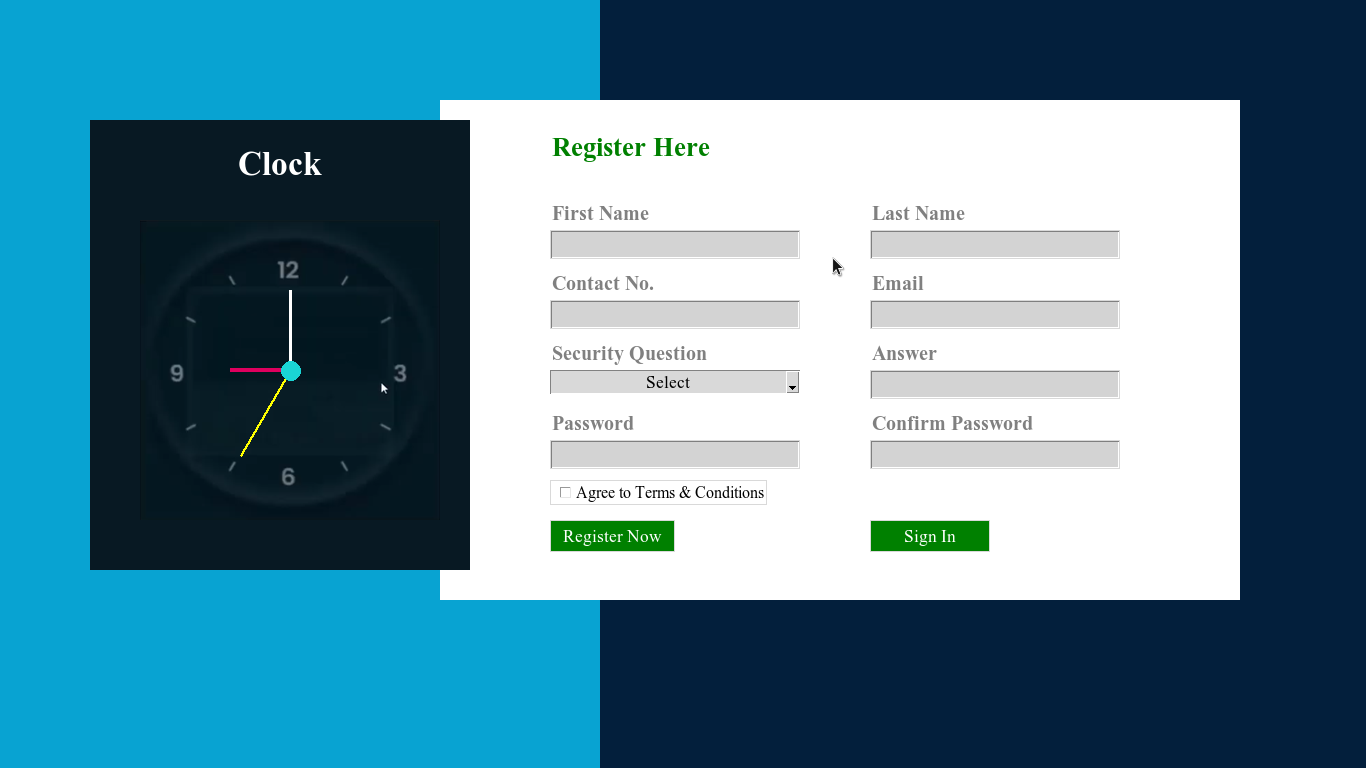 Clock
12
9
3
6
Register Here
First Name
Last Name
Contact No.
Email
Security Question
Answer
Select
Password
Confirm Password
Agree to Terms & Conditions
Register Now
Sign In